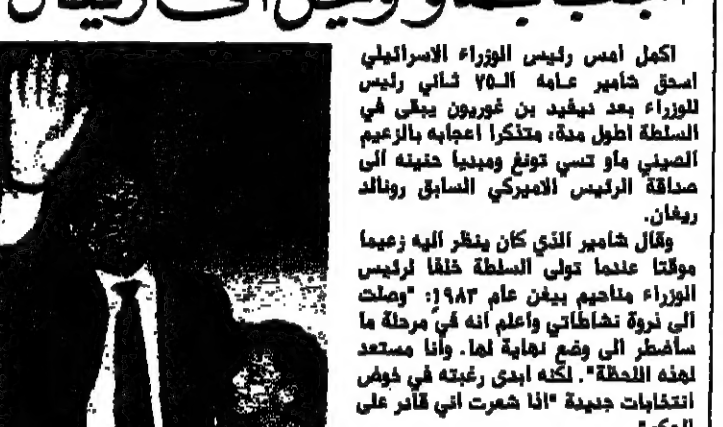 اكمل امس رئيس الوزراء الاسرائيلي
اسحق شامير عامه الـ٧٥ ثاني رئيس
للوزراء بعد ديفيد بن غوريون يبقى في
السلطة اطول مدة، متذكرا اعجابه بالزعيم
الصيني ماو تسي تونغ ومبديا حنينه الى
صداقة الرئيس الاميركي السابق رونالد
ريغان.
وقال شامير الذي كان ينظر اليه زعيما
موقتا عندما تولى السلطة خلفا لرئيس
الوزراء مناحيم بيغن عام ١٩٨٣: "وصلت
الى ذروة نشاطاتي واعلم انه في مرحلة ما
سأضطر الى وضع نهاية لها. وانا مستعد
لهذه اللحظة". لكنه ابدى رغبته في خوض
انتخابات جديدة "اذا شعرت اني قادر على